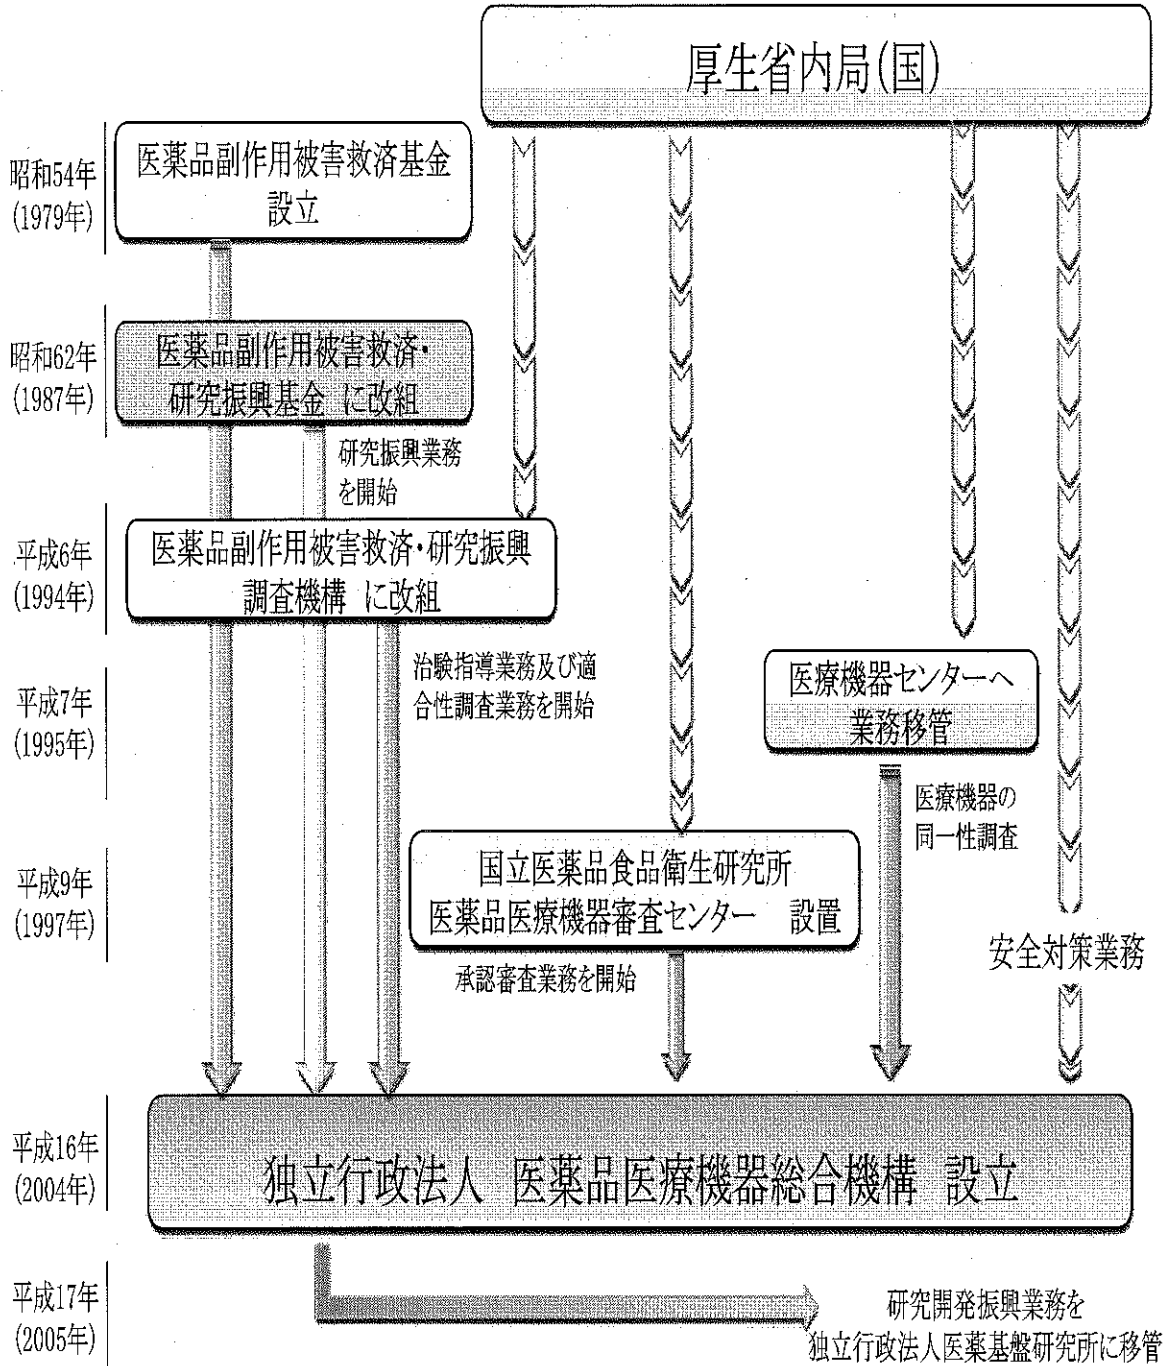 厚生省内局(国)
昭和54年
(1979年)
医薬品副作用被害救済基金
設立
昭和62年
(1987年)
医薬品副作用被害救済・
研究振興基金 に改組
研究振興業務
を開始
平成6年
(1994年)
医薬品副作用被害救済・研究振興
調査機構 に改組
治験指導業務及び適
合性調査業務を開始
平成7年
(1995年)
医療機器センターへ
業務移管
医療機器の
同一性調査
平成9年
(1997年)
国立医薬品食品衛生研究所
医薬品医療機器審査センター 設置
承認審査業務を開始
安全対策業務
平成16年
(2004年)
独立行政法人 医薬品医療機器総合機構 設立
平成17年
(2005年)
研究開発振興業務を
独立行政法人医薬基盤研究所に移管